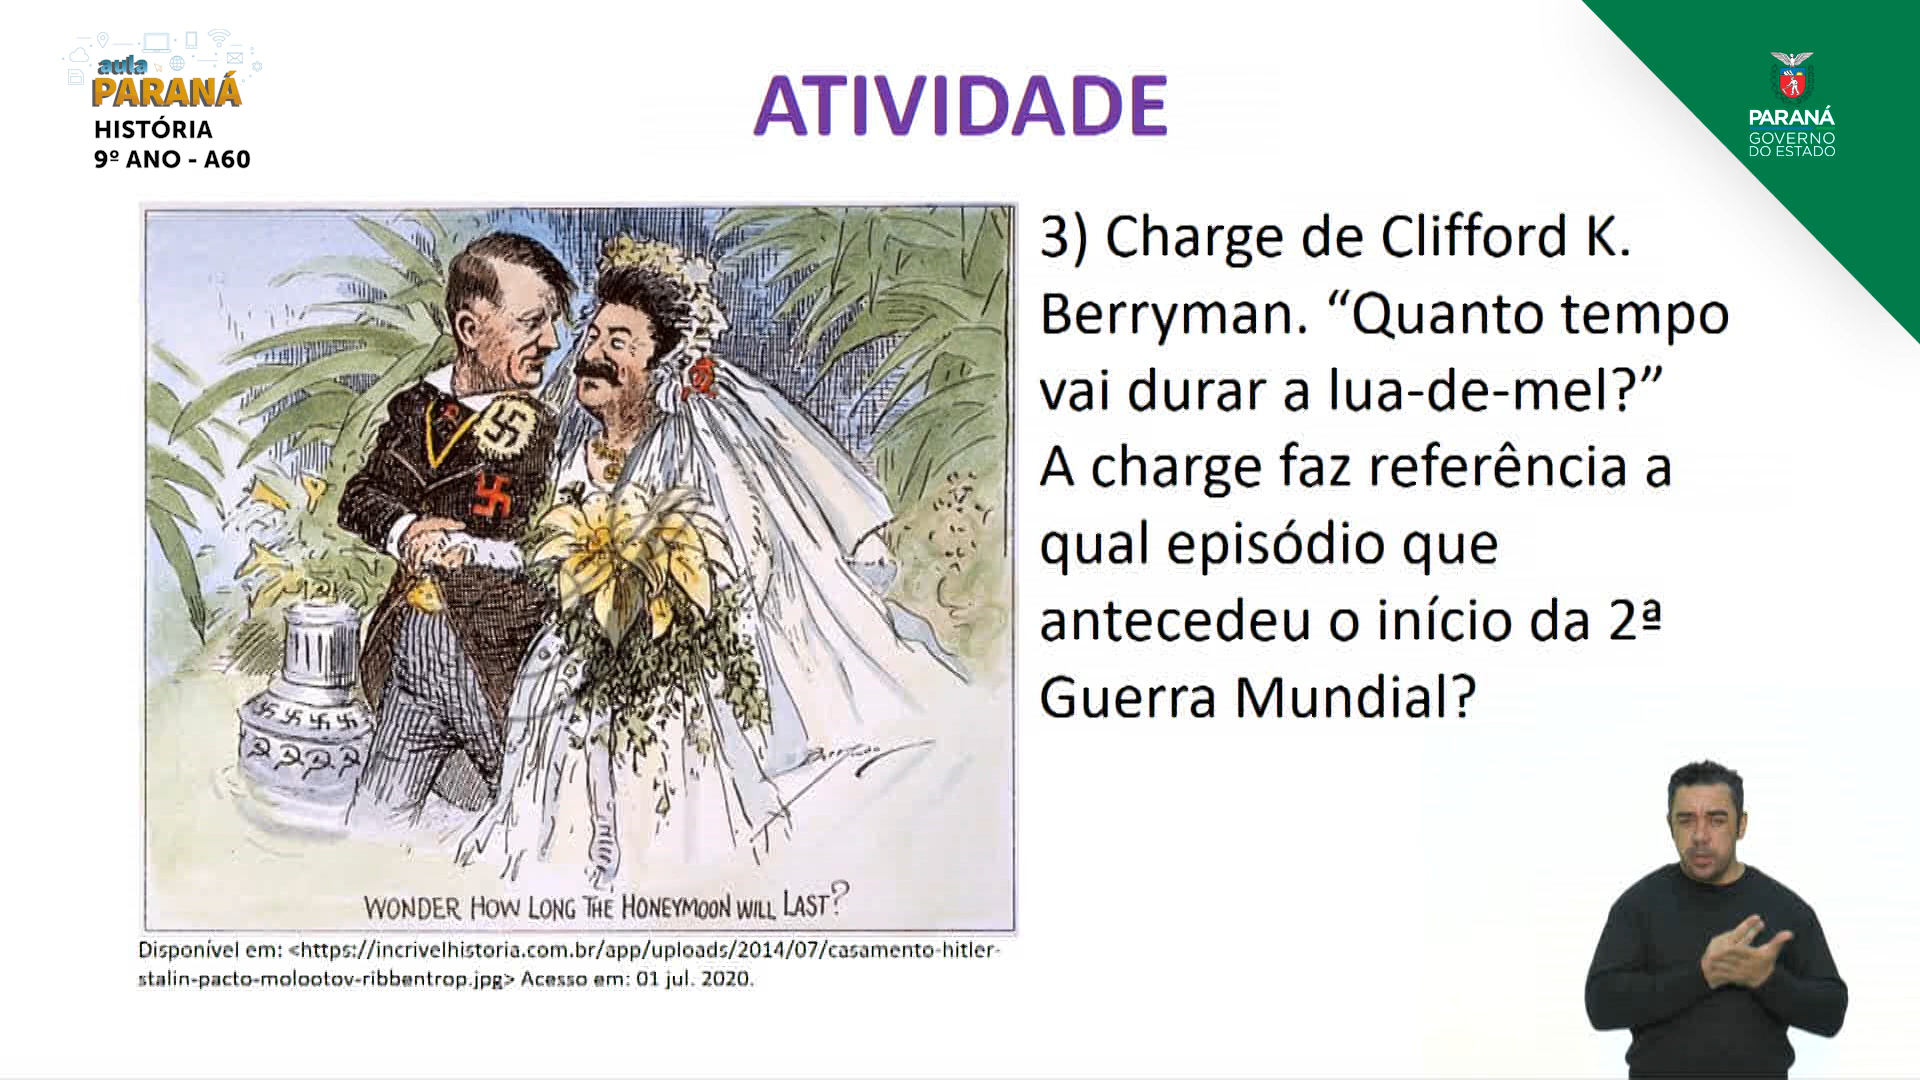 aula
PARANÁ
HISTÓRIA
9º ANO - A60
ATIVIDADE
PARANÁ
GOVERNO
DO ESTADO
3) Charge de Clifford K.
Berryman. “Quanto tempo
vai durar a lua-de-mel?”
A charge faz referência a
qual episódio que
antecedeu o início da 2ª
Guerra Mundial?
WONDER HOW LONG THE HONEYMOON WILL LAST?
Disponível em: <https://incrivelhistoria.com.br/app/uploads/2014/07/casamento-hitler-
stalin-pacto-molootov-ribbentrop.jpg> Acesso em: 01 jul. 2020.